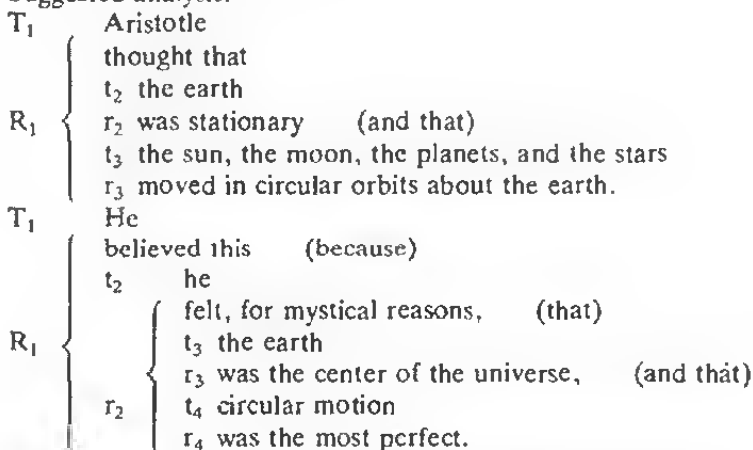 Suggested analysis:
T₁ Aristotle
thought that
t₂ the earth
R₁ r₂ was stationary (and that)
t₃ the sun, the moon, the planets, and the stars
r₃ moved in circular orbits about the earth.
T₁ He
believed this (because)
t₂ he
felt, for mystical reasons, (that)
R₁ t₃ the earth
r₃ was the center of the universe, (and that)
r₂ t₄ circular motion
r₄ was the most perfect.